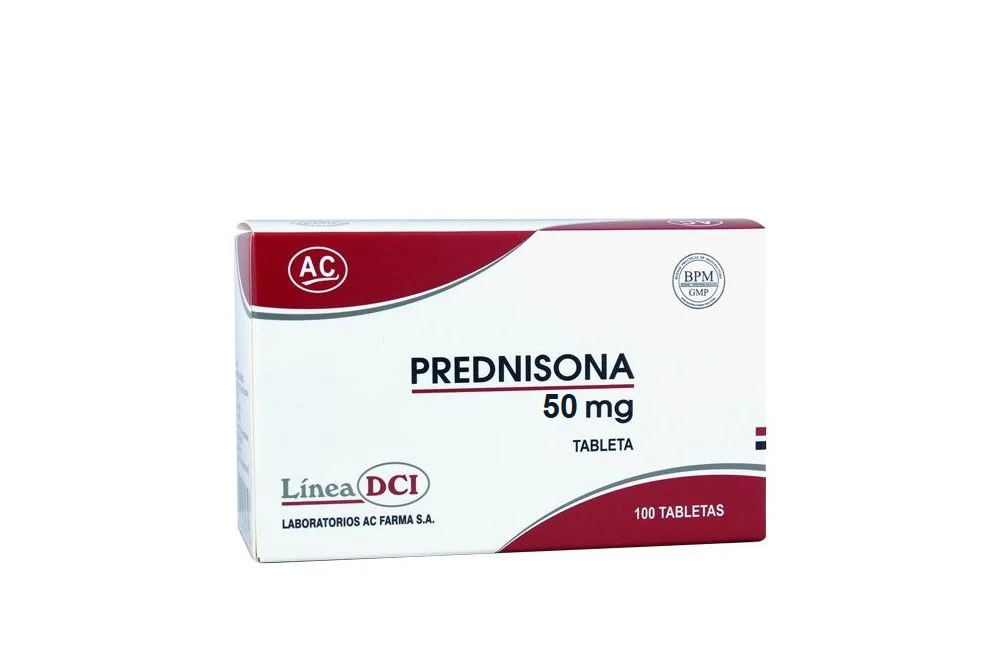 AC
BPM
GMP
PREDNISONA
50 mg
TABLETA
Línea DCI
LABORATORIOS AC FARMA S.A.
100 TABLETAS